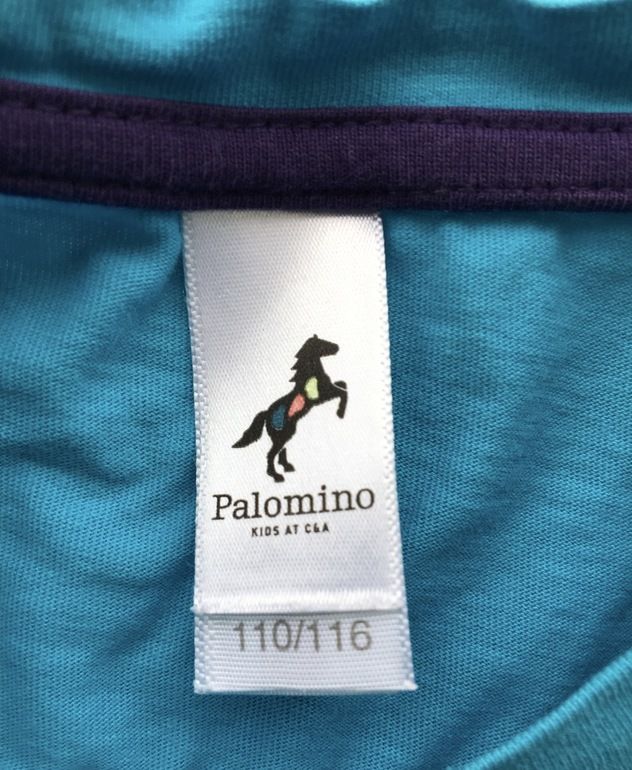 Palomino
KIDS AT C&A
110/116